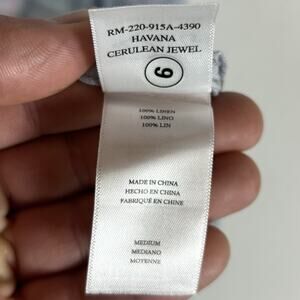 RM-220-915A-4390
HAVANA
CERULEAN JEWEL
9
100% LINEN
100% LINO
100% LIN
MADE IN CHINA
HECHO EN CHINA
FABRIQUÉ EN CHINE
MEDIUM
MEDIANO
MOYENNE